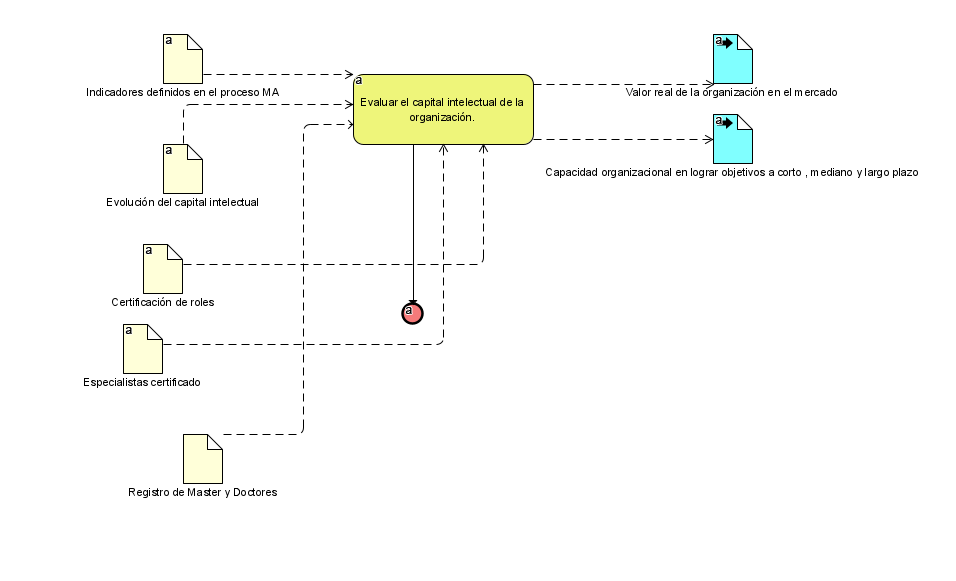 a
a
Indicadores definidos en el proceso MA
a
Evaluar el capital intelectual de la
organización.
Valor real de la organización en el mercado
a
Capacidad organizacional en lograr objetivos a corto , mediano y largo plazo
a
Evolución del capital intelectual
a
Certificación de roles
a
a
Especialistas certificado
Registro de Master y Doctores